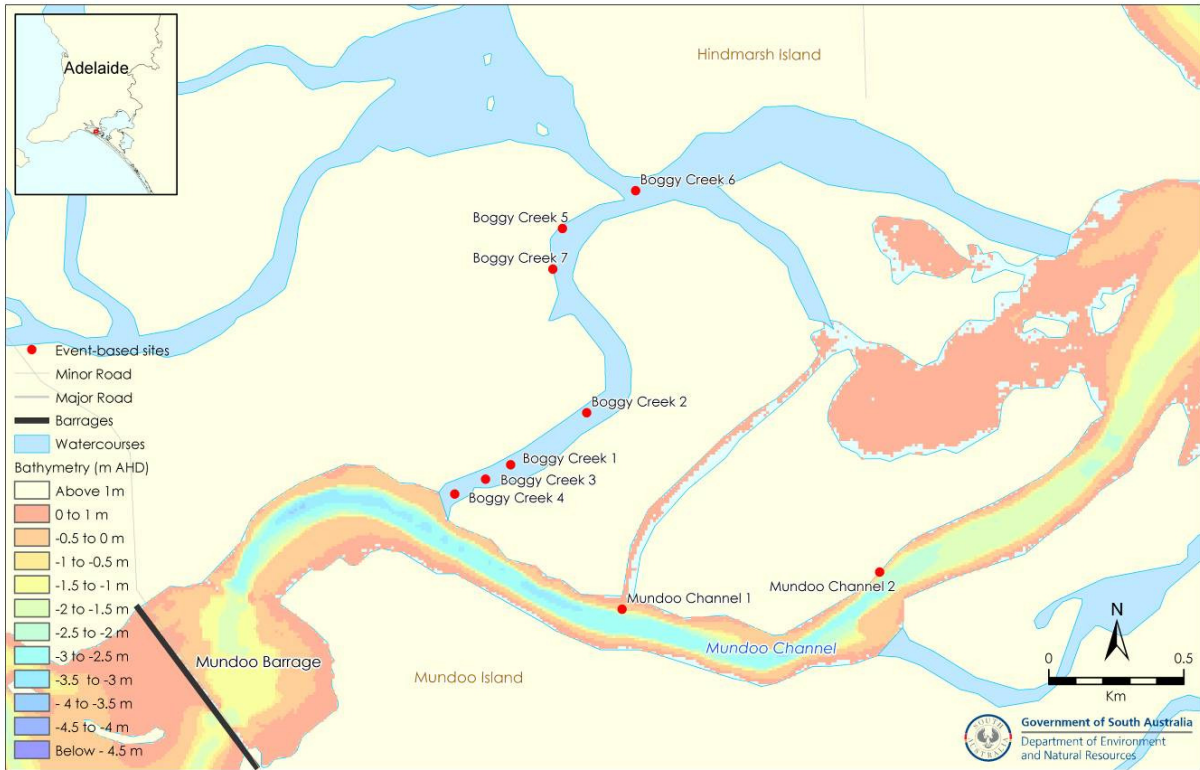 Adelaide
Hindmarsh Island
Boggy Creek 6
Boggy Creek 5
Boggy Creek 7
Boggy Creek 2
Boggy Creek 1
Boggy Creek 3
Boggy Creek 4
Mundoo Channel 2
Mundoo Channel 1
Mundoo Channel
Mundoo Barrage
Mundoo Island
Event-based sites
Minor Road
Major Road
Barrages
Watercourses
Bathymetry (m AHD)
Above 1m
0 to 1 m
-0.5 to 0 m
-1 to -0.5 m
-1.5 to -1 m
-2 to -1.5 m
-2.5 to -2 m
-3 to -2.5 m
-3.5 to -3 m
- 4 to -3.5 m
-4.5 to -4 m
Below - 4.5 m
N
0 0.5
Km
SOUTH AUSTRALIA
Government of South Australia
Department of Environment
and Natural Resources